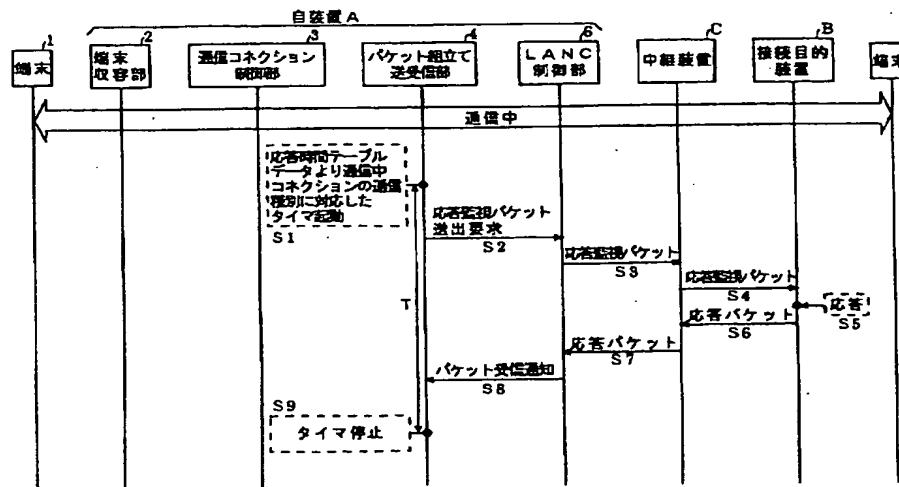 自装置A
1
2
3
4
6
C
B
端末
端末
収容部
通信コネクション
制御部
パケット組立て
送受信部
LANC
制御部
中継装置
接続目的
装置
端末
通信中
応答時間テーブル
データより通信中
コネクションの通信
種別に対応した
タイマ起動
S1
応答監視パケット
送出要求
S2
応答監視パケット
S3
応答監視パケット
S4
応答
S5
T
応答パケット
S6
応答パケット
S7
パケット受信通知
S8
S9
タイマ停止